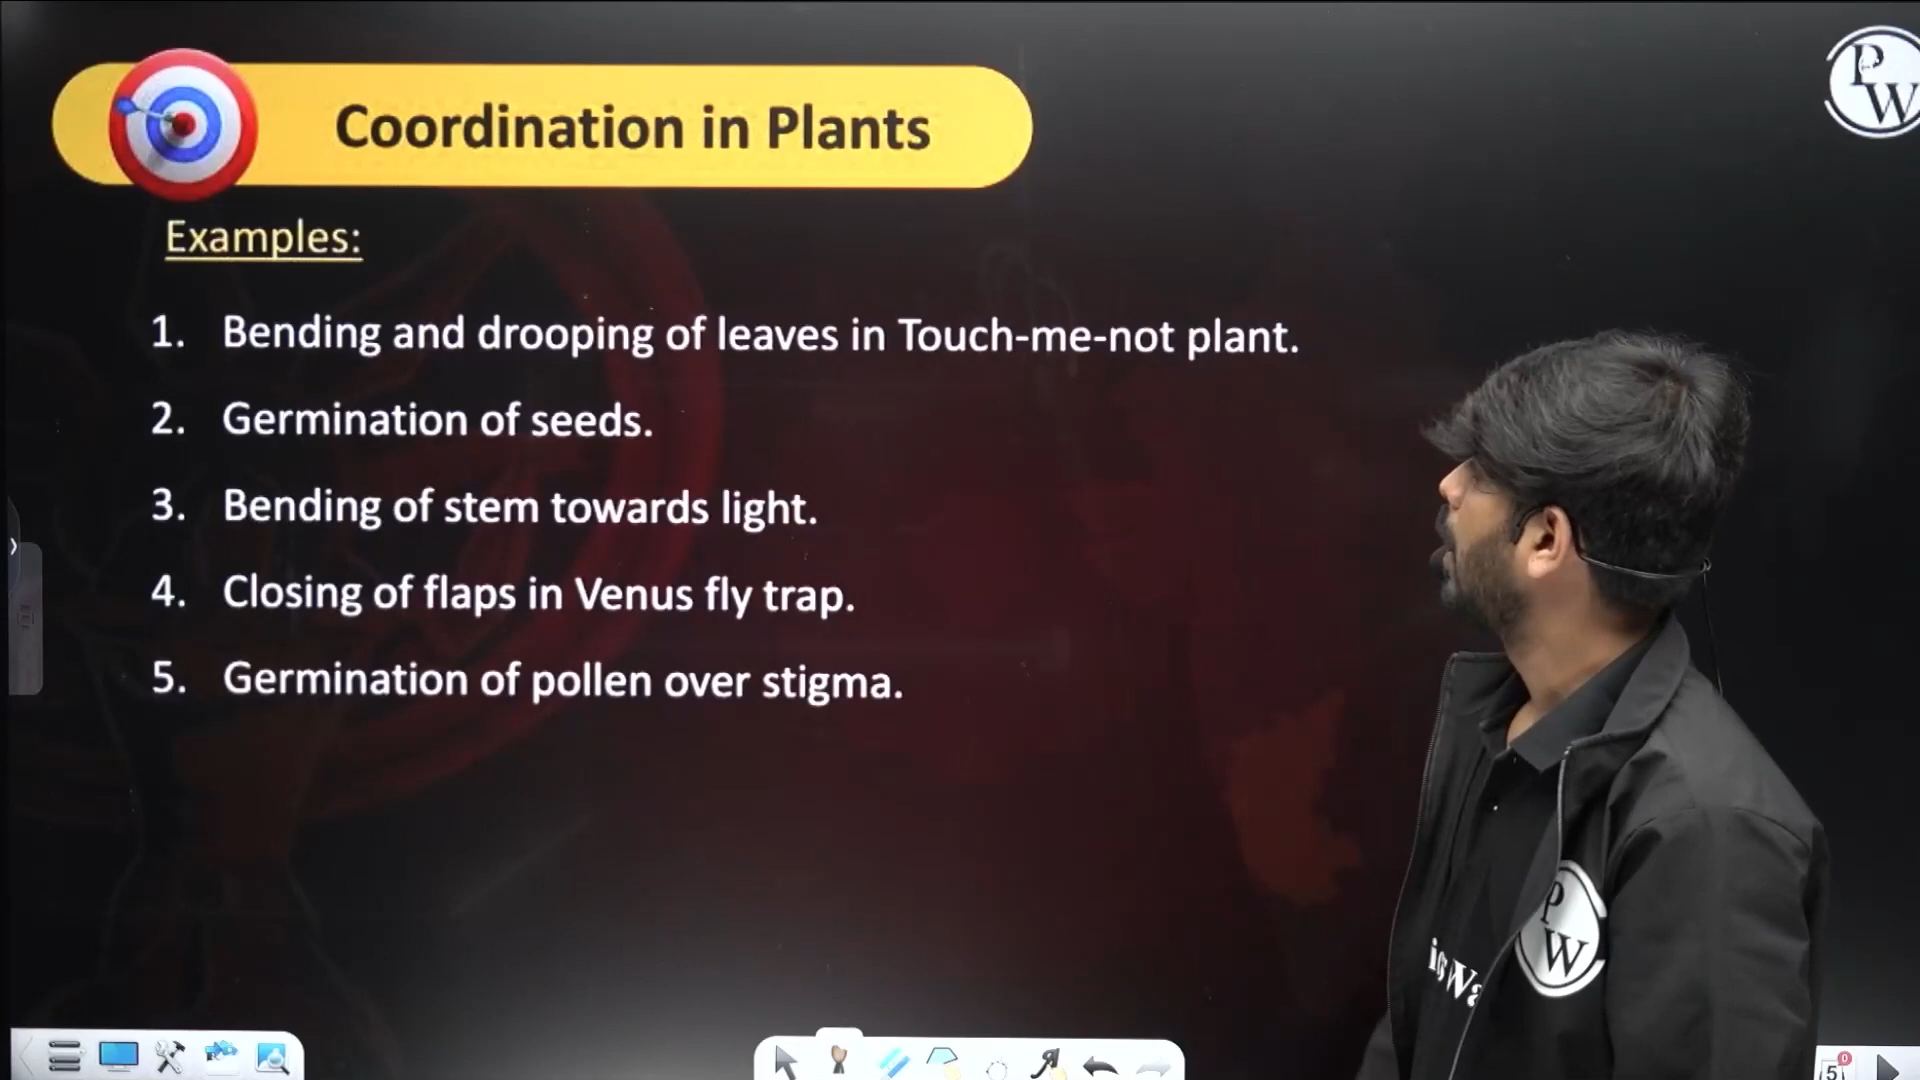 PW
Coordination in Plants
Examples:
1. Bending and drooping of leaves in Touch-me-not plant.
2. Germination of seeds.
3. Bending of stem towards light.
4. Closing of flaps in Venus fly trap.
5. Germination of pollen over stigma.
PW
5
0